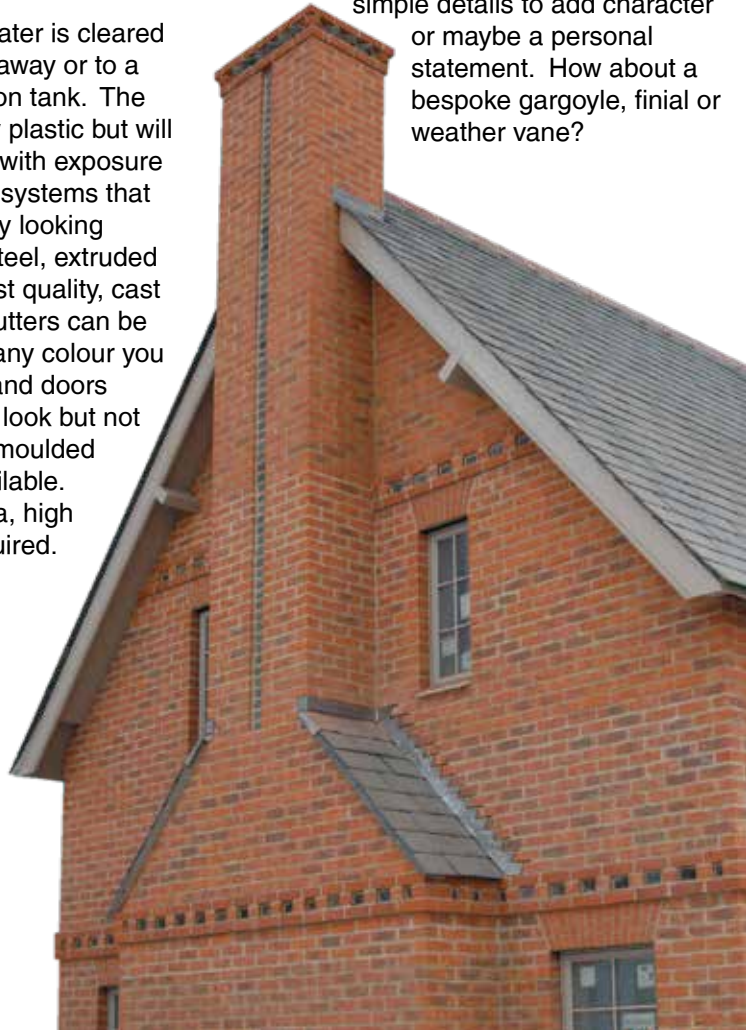 ater is cleared
away or to a
on tank. The
plastic but will
with exposure
systems that
y looking
teel, extruded
st quality, cast
utters can be
any colour you
and doors
look but not
moulded
ilable.
a, high
uired.
simple details to add character
or maybe a personal
statement. How about a
bespoke gargoyle, finial or
weather vane?